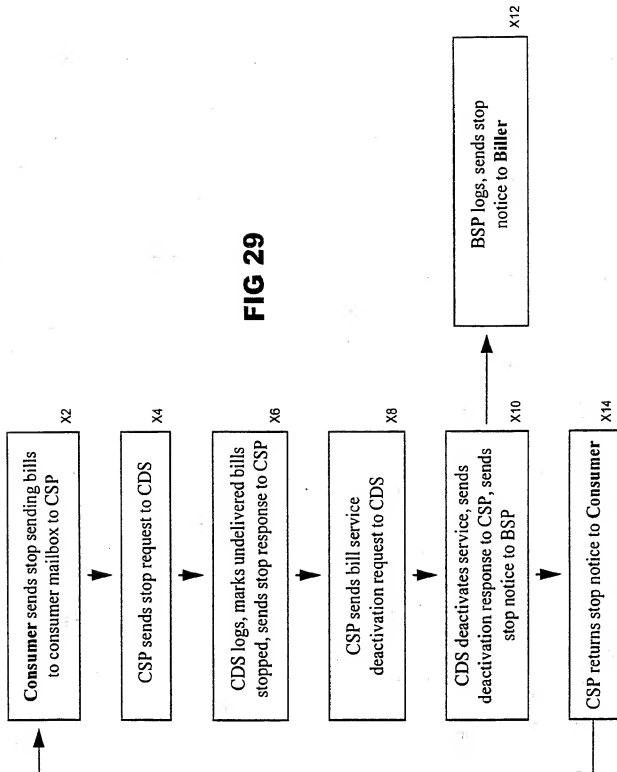 FIG 29
Consumer sends stop sending bills
to consumer mailbox to CSP
X2
CSP sends stop request to CDS
X4
CDS logs, marks undelivered bills
stopped, sends stop response to CSP
X6
CSP sends bill service
deactivation request to CDS
X8
CDS deactivates service, sends
deactivation response to CSP, sends
stop notice to BSP
X10
BSP logs, sends stop
notice to Biller
X12
CSP returns stop notice to Consumer
X14